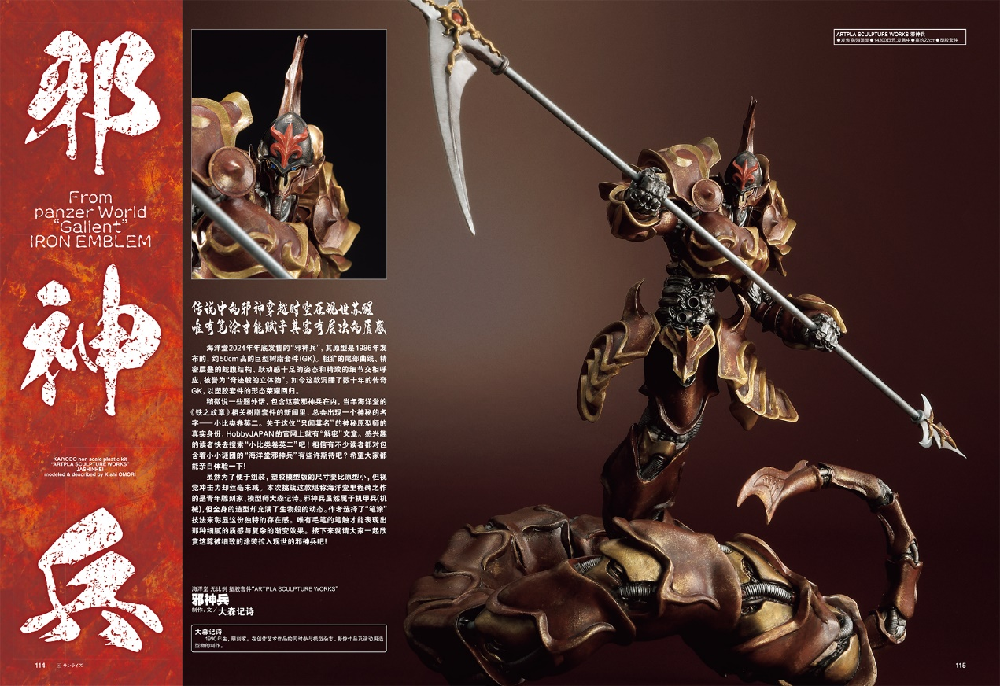 邪
From
panzer World
“Galient”
IRON EMBLEM
神
KAIYODO non scale plastic kit
“ARTPLA SCULPTURE WORKS”
JASHINHEI
modeled & described by Kishi OMORI
兵
114 ©サンライズ
传说中的邪神穿越时空在现世苏醒
唯有笔涂才能赋予其富有层次的质感
海洋堂2024年年底发售的“邪神兵”，其原型是1986年发
布的，约50cm高的巨型树脂套件(GK)。粗犷的尾部曲线、精
密层叠的蛇腹结构、跃动感十足的姿态和精致的细节交相呼
应，被誉为“奇迹般的立体物”。如今这款沉睡了数十年的传奇
GK，以塑胶套件的形态荣耀回归。
稍微说一些题外话，包含这款邪神兵在内，当年海洋堂的
《铁之纹章》相关树脂套件的新闻里，总会出现一个神秘的名
字——小比类卷英二。关于这位“只闻其名”的神秘原型师的
真实身份，HobbyJAPAN的官网上就有“解密”文章。感兴趣
的读者快去搜索“小比类卷英二”吧！相信有不少读者都对包
含着小小谜团的“海洋堂邪神兵”有些许期待吧？希望大家都
能亲自体验一下！
虽然为了便于组装，塑胶模型版的尺寸要比原型小，但视
觉冲击力却丝毫未减。本次挑战这款堪称海洋堂里程碑之作
的是青年雕刻家、模型师大森记诗。邪神兵虽然属于机甲兵(机
械)，但全身的造型却充满了生物般的动态。作者选择了“笔涂”
技法来彰显这份独特的存在感。唯有毛笔的笔触才能表现出
那种细腻的质感与复杂的渐变效果。接下来就请大家一起欣
赏这尊被细致的涂装拉入现世的邪神兵吧！
海洋堂 无比例 塑胶套件“ARTPLA SCULPTURE WORKS”
邪神兵
制作、文／大森记诗
大森记诗
1990年生，雕刻家。在创作艺术作品的同时参与模型杂志、影像作品及活动用造
型物的制作。
ARTPLA SCULPTURE WORKS 邪神兵
●发售商/海洋堂●14300日元，发售中●高约22cm●塑胶套件
115